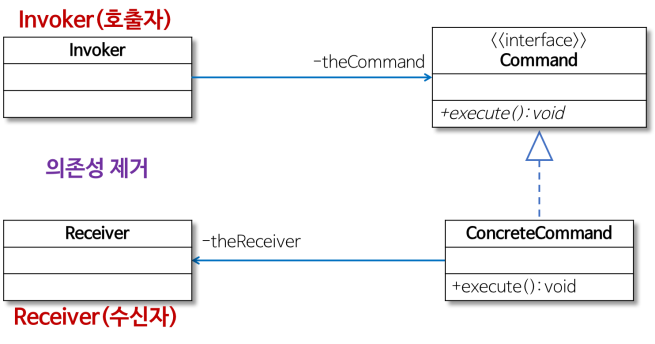 Invoker(호출자)
Invoker
-theCommand
<<interface>>
Command
+execute(): void
의존성 제거
Receiver
-theReceiver
ConcreteCommand
+execute(): void
Receiver(수신자)